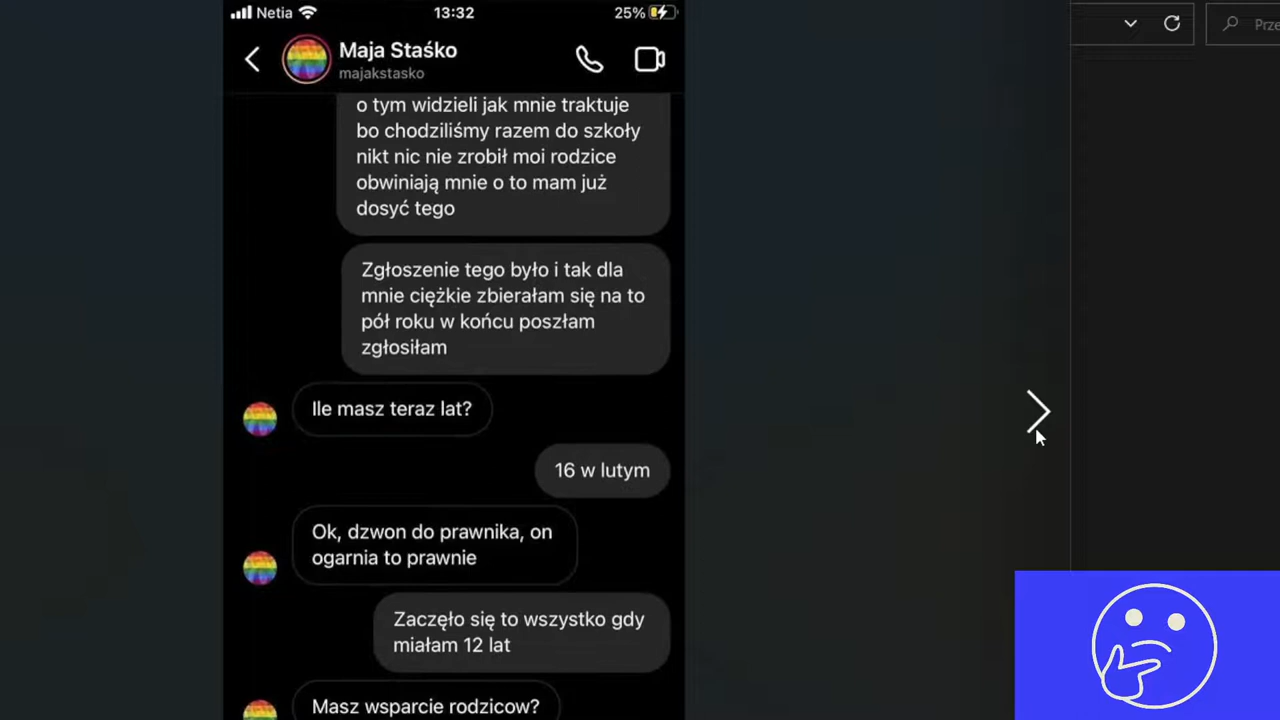 Netia
13:32
25%
Maja Staśko
majakstasko
Prze
o tym widzieli jak mnie traktuje
bo chodziliśmy razem do szkoły
nikt nic nie zrobił moi rodzice
obwiniają mnie o to mam już
dosyć tego
Zgłoszenie tego było i tak dla
mnie ciężkie zbierałam się na to
pół roku w końcu poszłam
zgłosiłam
Ile masz teraz lat?
16 w lutym
Ok, dzwon do prawnika, on
ogarnia to prawnie
Zaczęło się to wszystko gdy
miałam 12 lat
Masz wsparcie rodzicow?